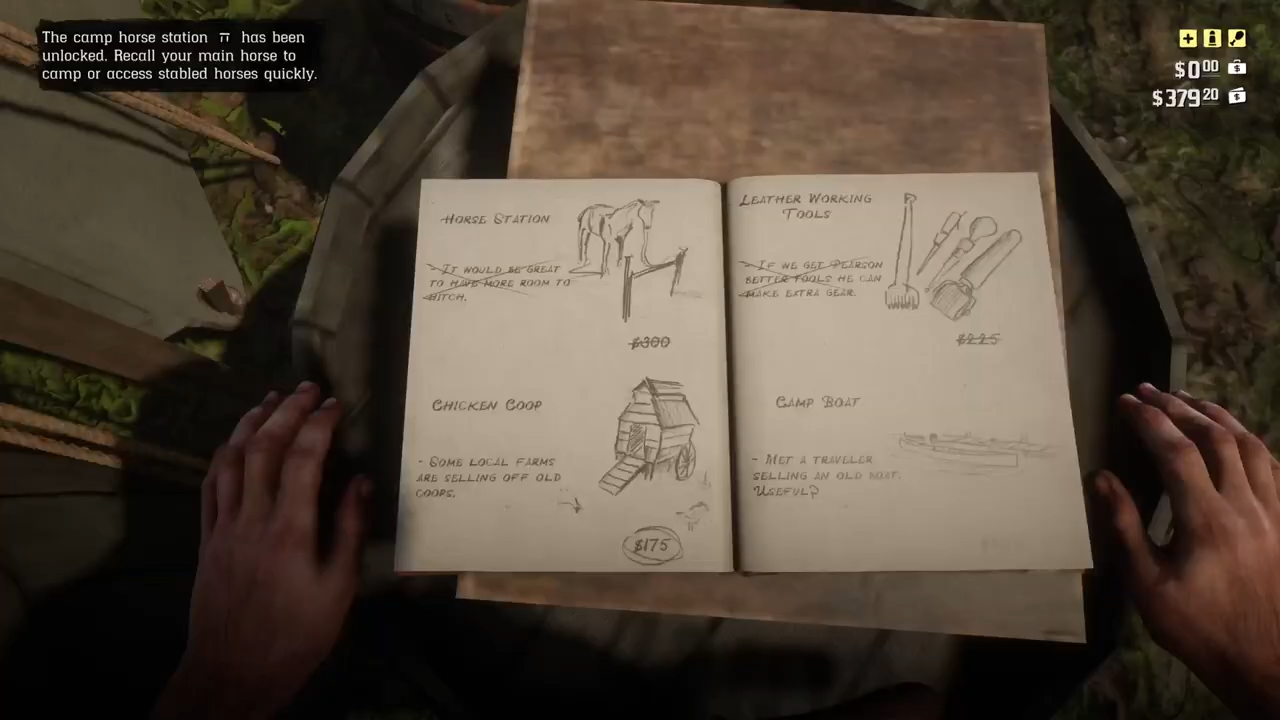 The camp horse station has been
unlocked. Recall your main horse to
camp or access stabled horses quickly.
$0 00
$379 20
HORSE STATION
- IT WOULD BE GREAT
TO HAVE MORE ROOM TO
HITCH.
$300
CHICKEN COOP
- SOME LOCAL FARMS
ARE SELLING OFF OLD
COOPS.
$175
LEATHER WORKING
TOOLS
- IF WE GET PEARSON
BETTER TOOLS HE CAN
MAKE EXTRA GEAR.
$225
CAMP BOAT
- MET A TRAVELER
SELLING AN OLD BOAT.
USEFUL?